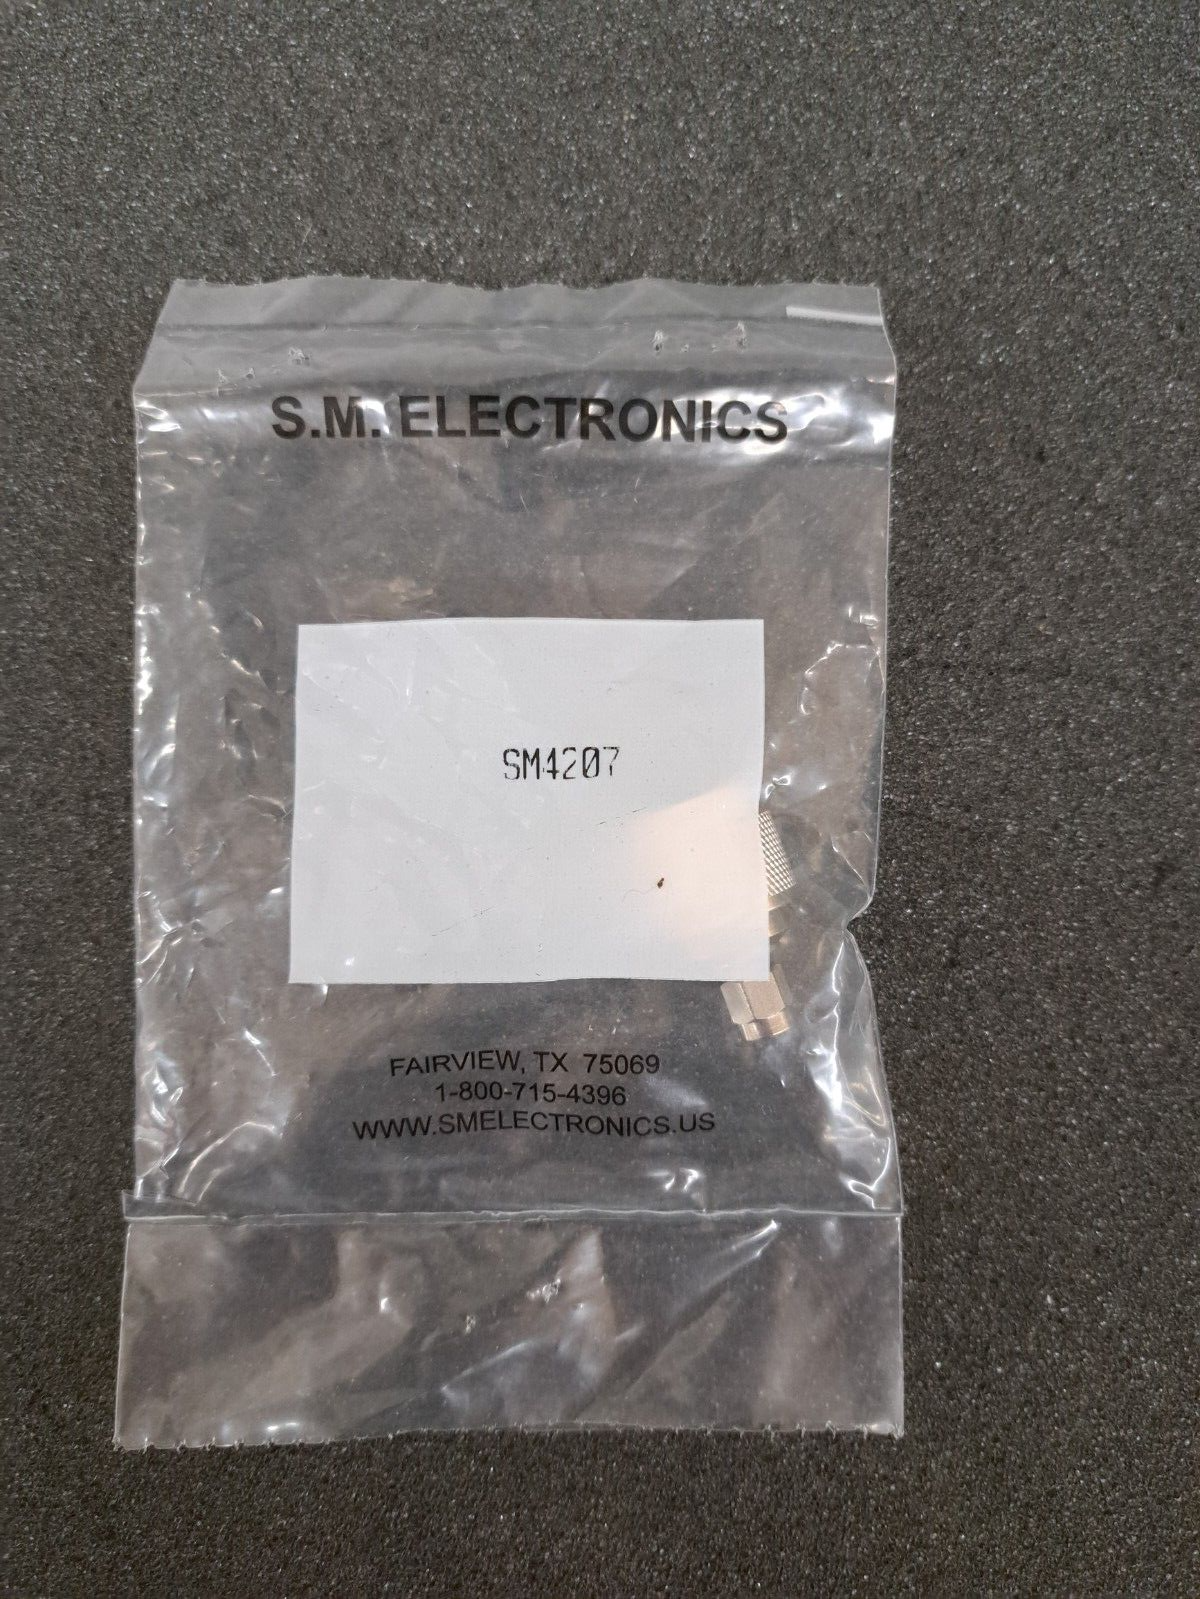 S.M. ELECTRONICS
SM4207
FAIRVIEW, TX 75069
1-800-715-4396
WWW.SMELECTRONICS.US